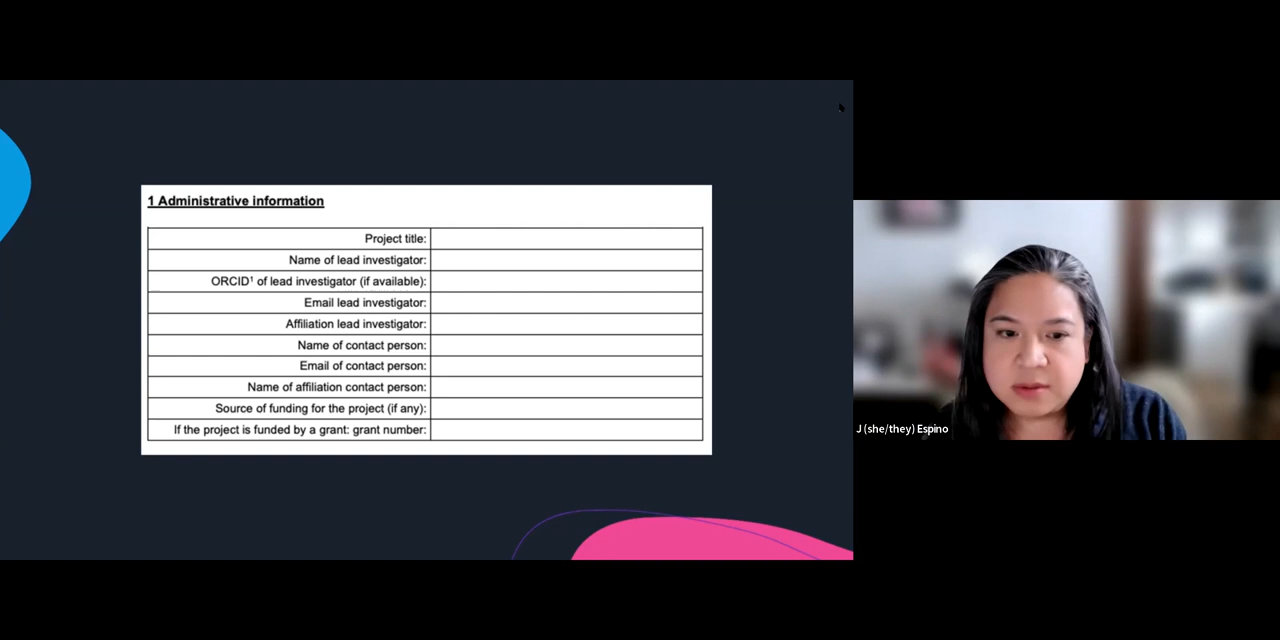 1 Administrative information
Project title:
Name of lead investigator:
ORCID¹ of lead investigator (if available):
Email lead investigator:
Affiliation lead investigator:
Name of contact person:
Email of contact person:
Name of affiliation contact person:
Source of funding for the project (if any):
If the project is funded by a grant: grant number:
J (she/they) Espino